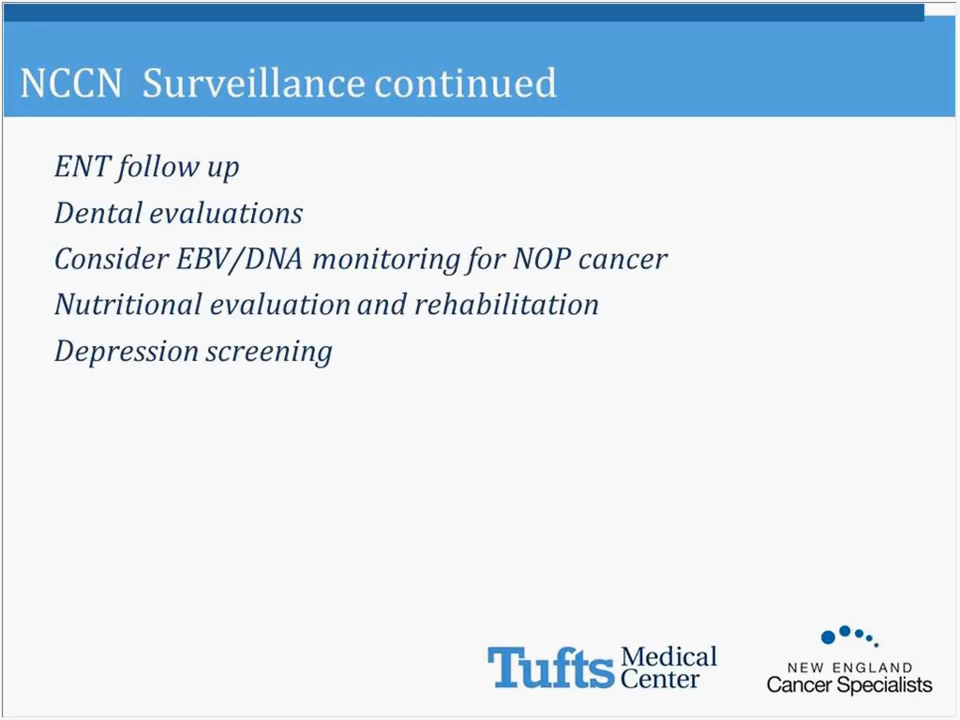 NCCN Surveillance continued
ENT follow up
Dental evaluations
Consider EBV/DNA monitoring for NOP cancer
Nutritional evaluation and rehabilitation
Depression screening
Tufts Medical Center
NEW ENGLAND
Cancer Specialists